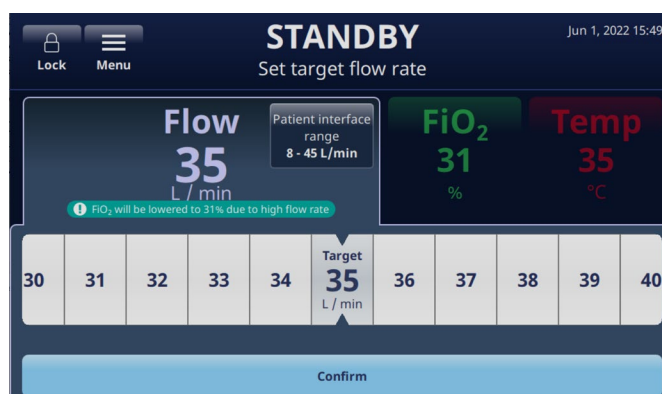 STANDBY
Set target flow rate
Jun 1, 2022 15:49
Lock
Menu
Flow
35
L / min
Patient interface
range
8 - 45 L/min
FiO₂ will be lowered to 31% due to high flow rate
FiO₂
31
%
Temp
35
°C
Target
30 31 32 33 34 35 36 37 38 39 40
L / min
Confirm